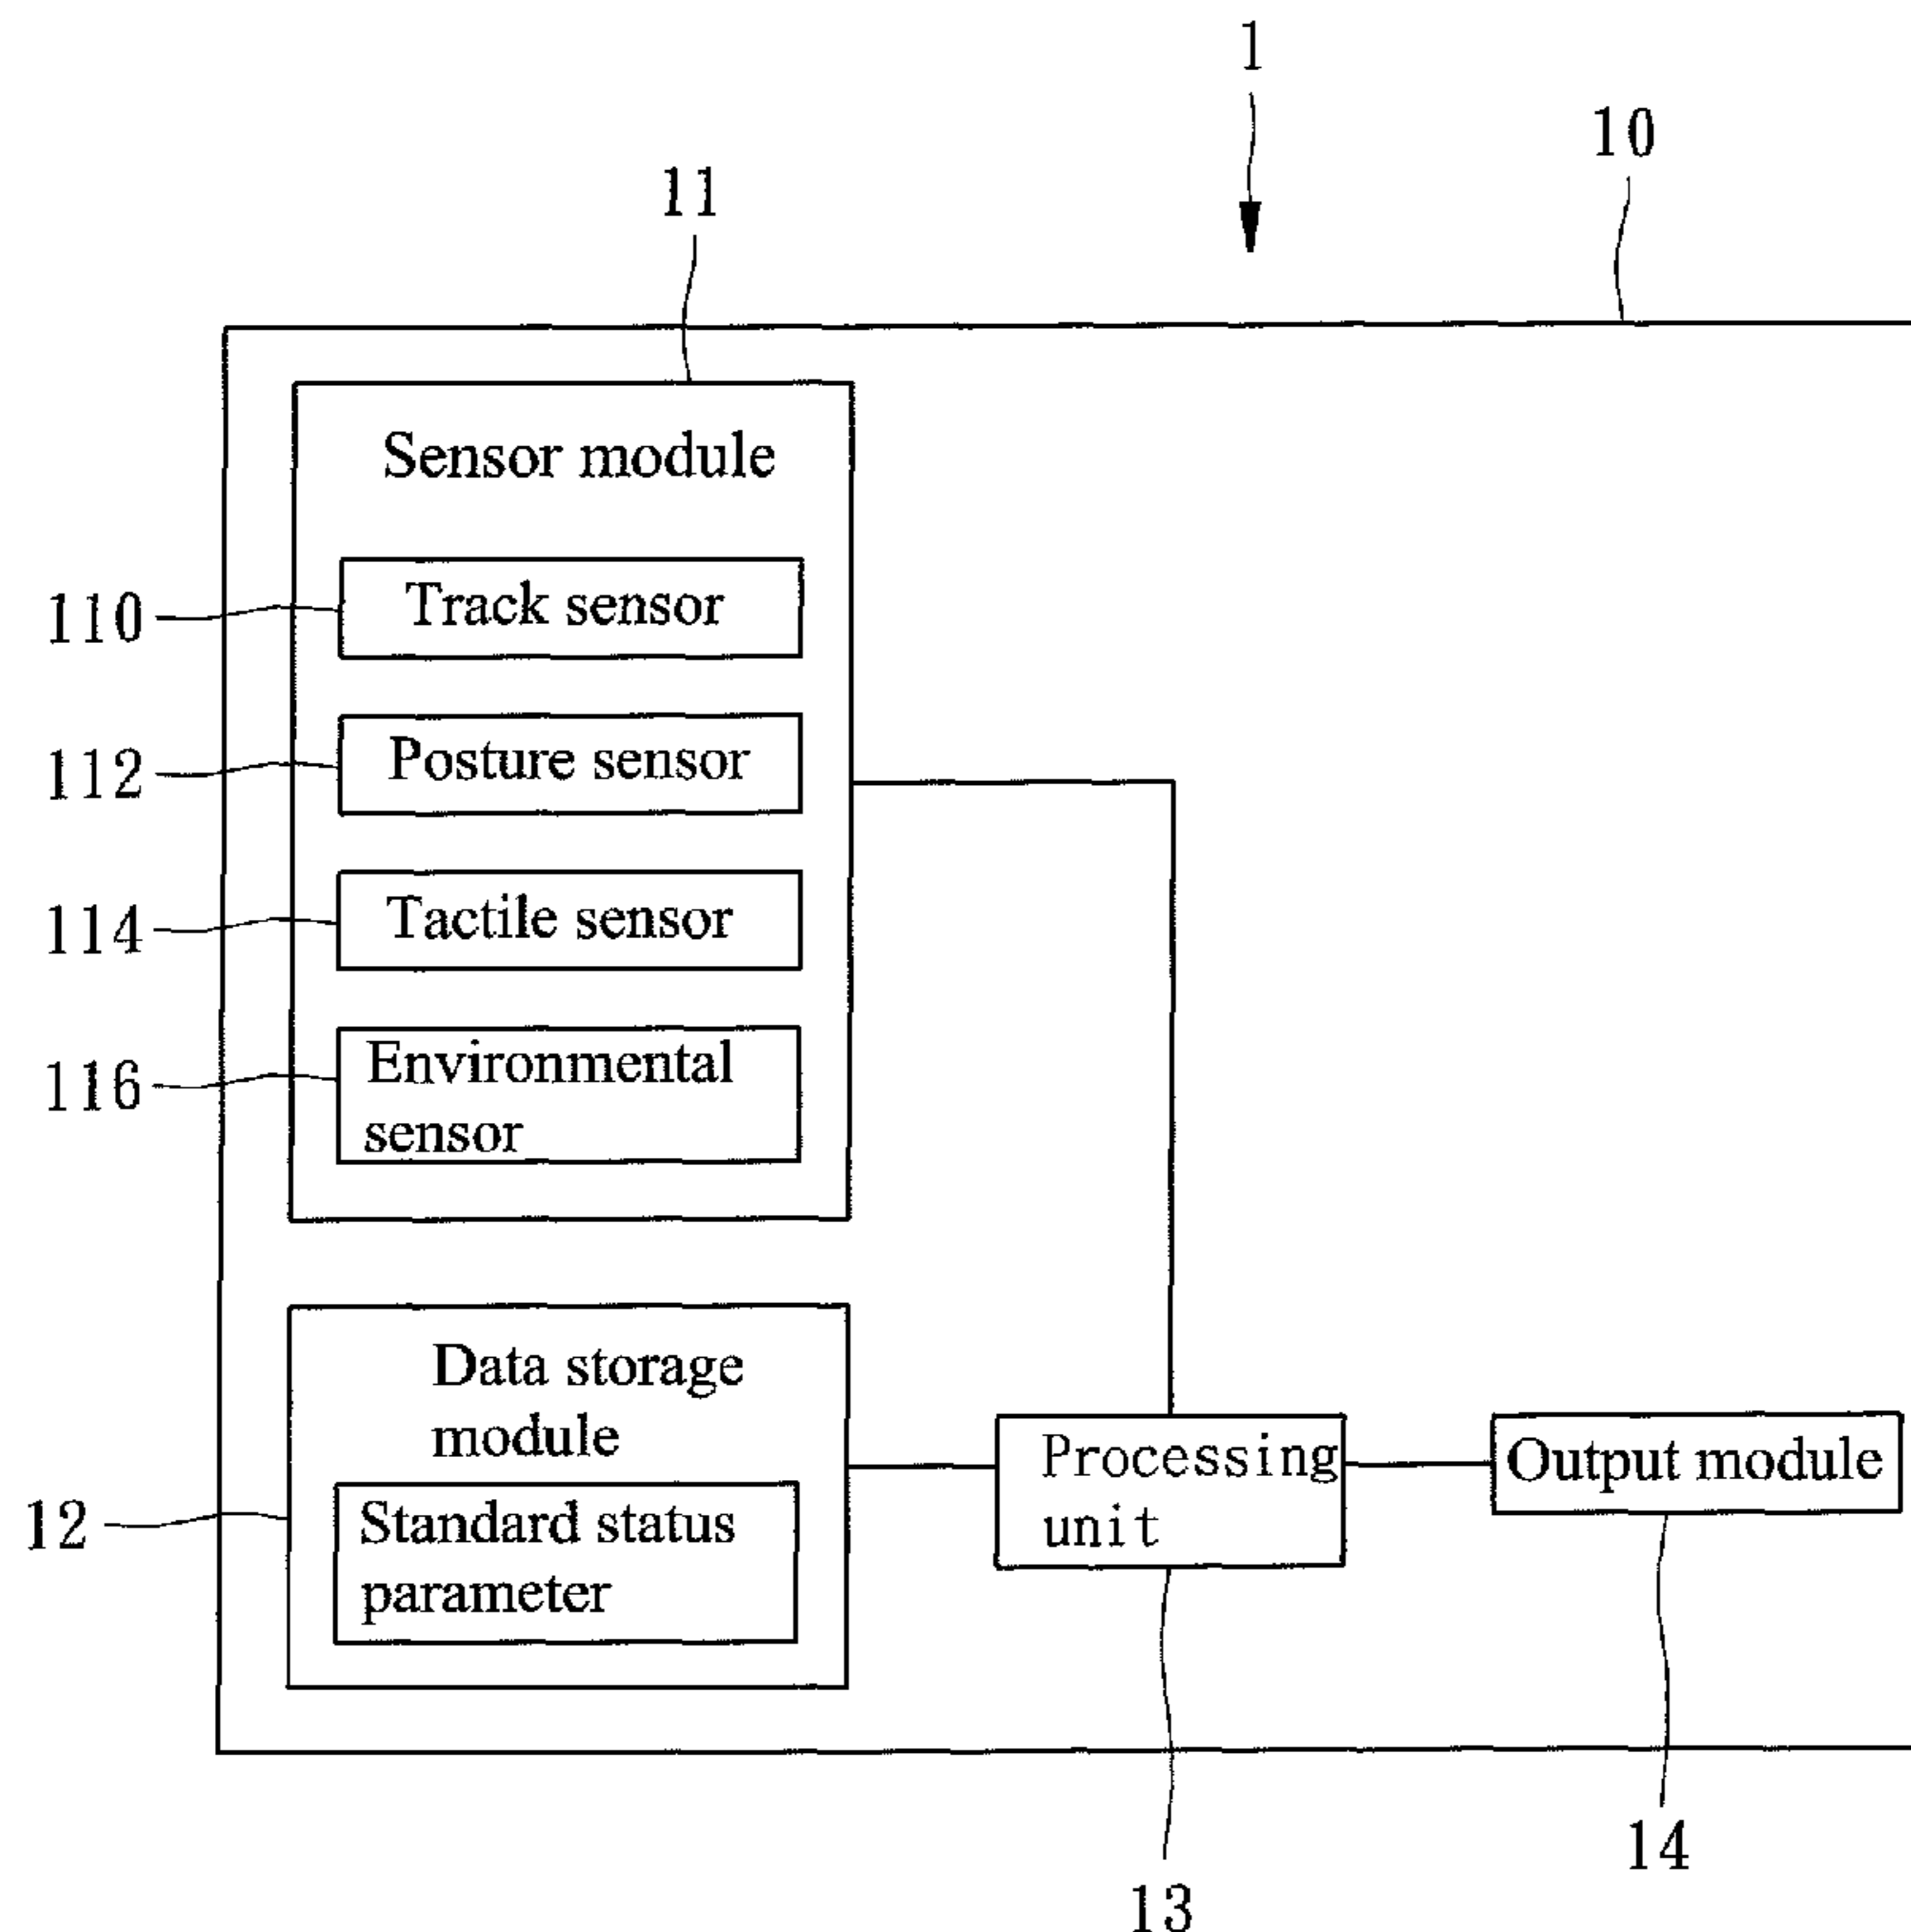 1
10
11
Sensor module
110
Track sensor
112
Posture sensor
114
Tactile sensor
116
Environmental
sensor
Data storage
module
12
Standard status
parameter
Processing
unit
Output module
14
13